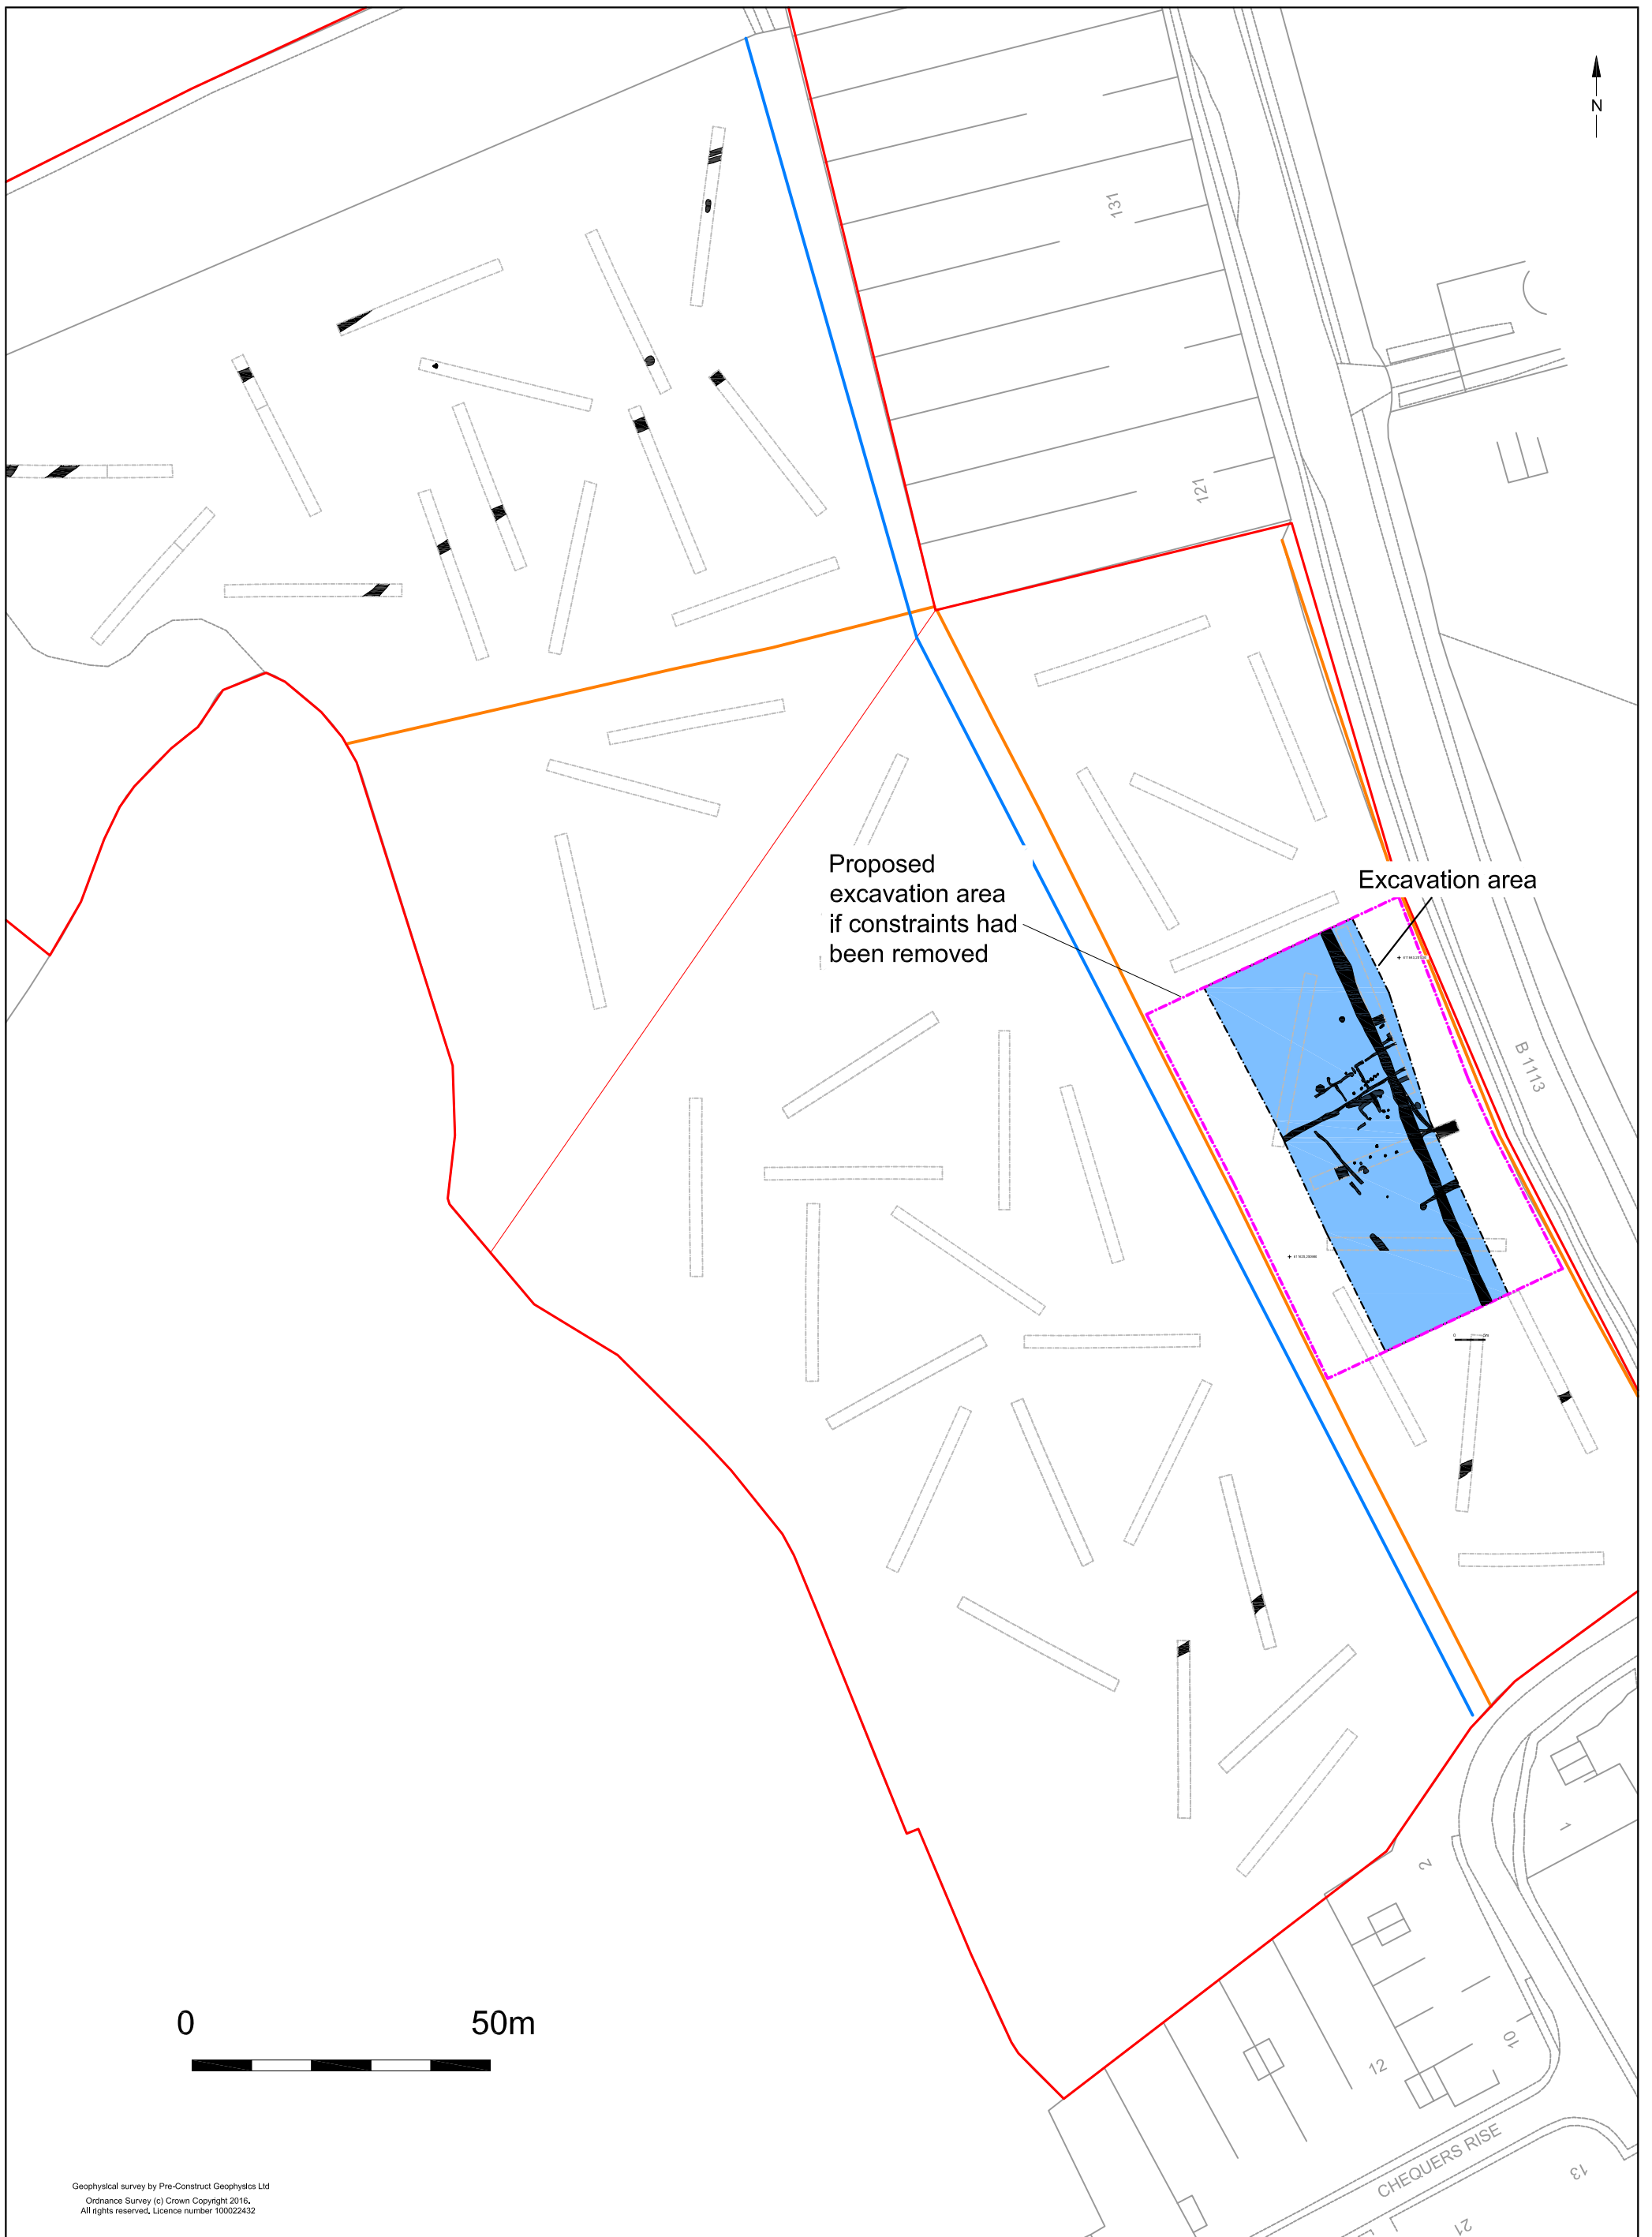 N
131
121
Proposed
excavation area
if constraints had
been removed
Excavation area
B 1113
0
50m
1
2
10
12
CHEQUERS RISE
13
21
Geophysical survey by Pre-Construct Geophysics Ltd
Ordnance Survey (c) Crown Copyright 2016.
All rights reserved. Licence number 100022432